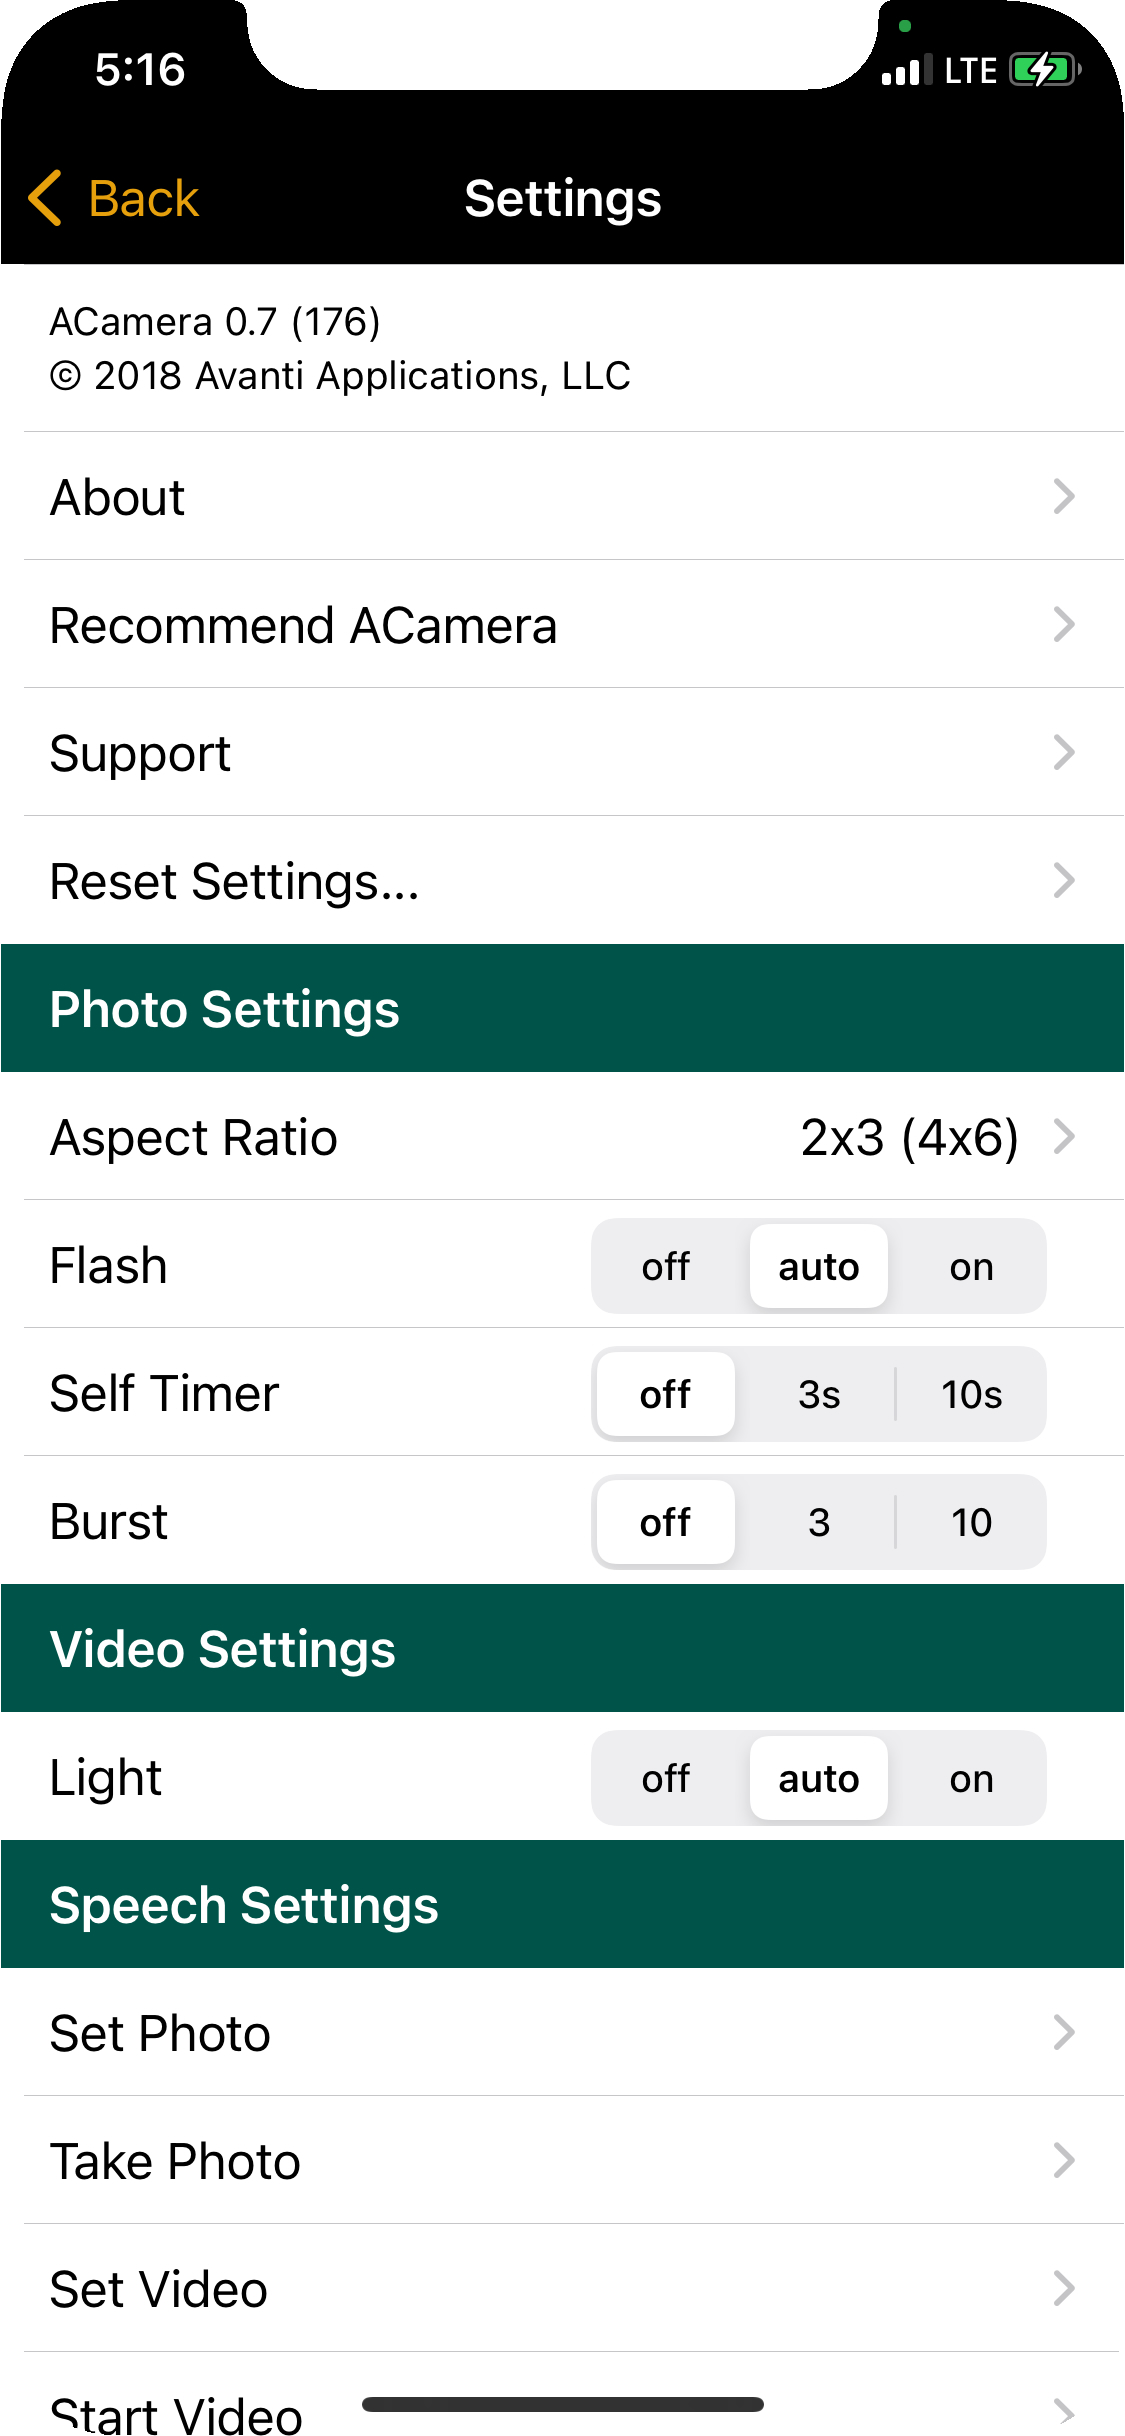 5:16
LTE
Back
Settings
ACamera 0.7 (176)
© 2018 Avanti Applications, LLC
About
Recommend ACamera
Support
Reset Settings...
Photo Settings
Aspect Ratio 2x3 (4x6)
Flash off auto on
Self Timer off 3s 10s
Burst off 3 10
Video Settings
Light off auto on
Speech Settings
Set Photo
Take Photo
Set Video
Start Video